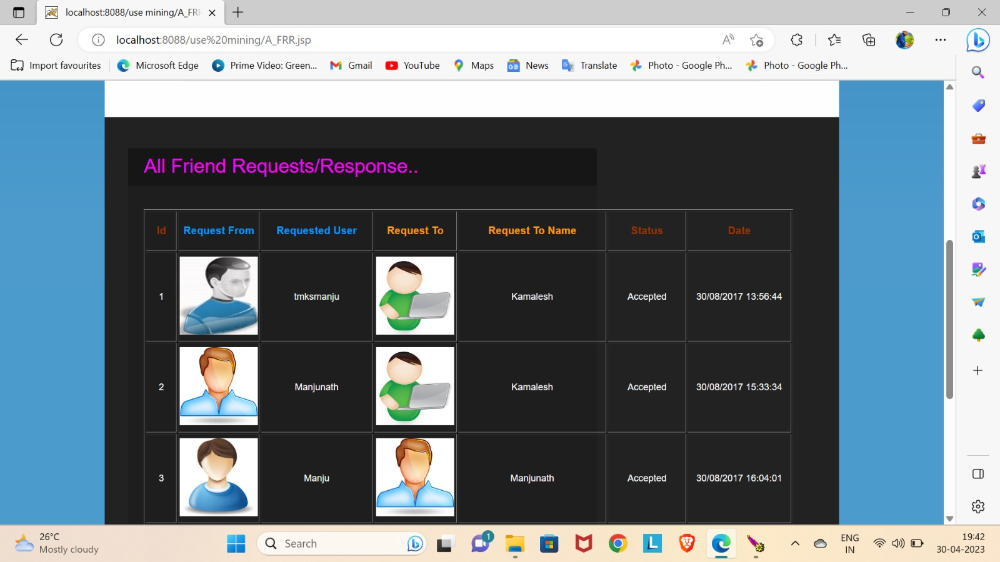 localhost:8088/use mining/A_FRR
localhost:8088/use%20mining/A_FRR.jsp
Import favourites Microsoft Edge Prime Video: Green... Gmail YouTube Maps News Translate Photo - Google Ph... Photo - Google Ph...
All Friend Requests/Response..
Id Request From Requested User Request To Request To Name Status Date
1 tmksmanju Kamalesh Accepted 30/08/2017 13:56:44
2 Manjunath Kamalesh Accepted 30/08/2017 15:33:34
3 Manju Manjunath Accepted 30/08/2017 16:04:01
26°C
Mostly cloudy
Search
1
L
ENG
IN
19:42
30-04-2023